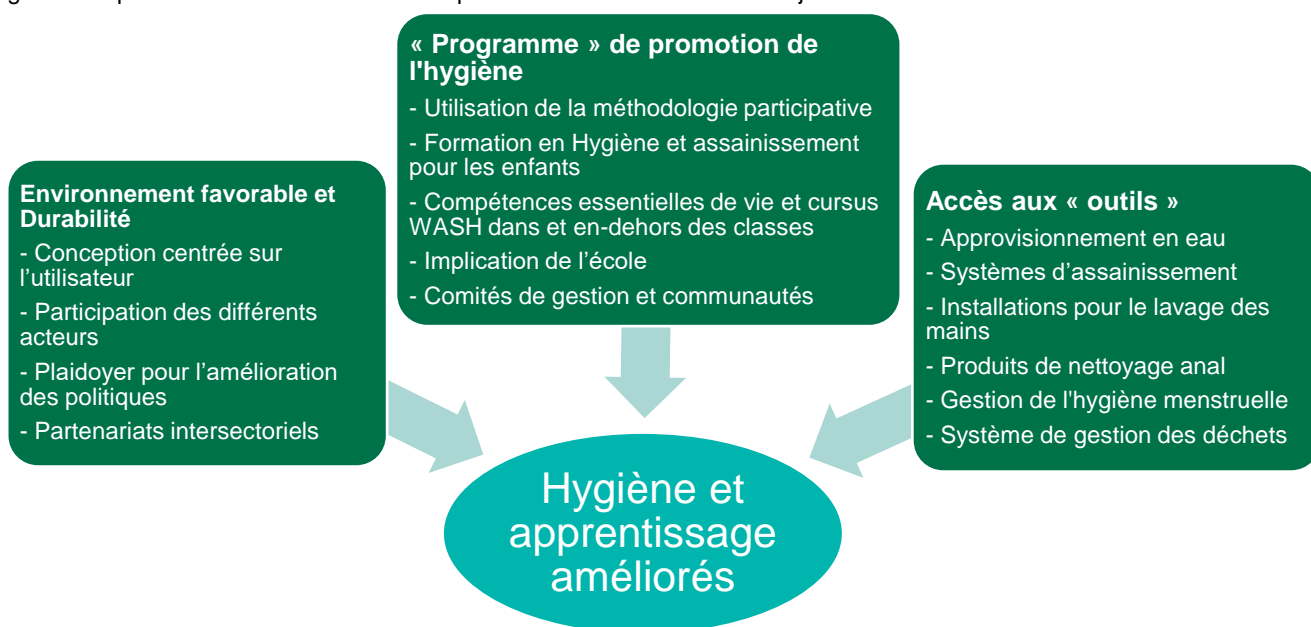 « Programme » de promotion de
l'hygiène
- Utilisation de la méthodologie participative
- Formation en Hygiène et assainissement
pour les enfants
- Compétences essentielles de vie et cursus
WASH dans et en-dehors des classes
- Implication de l'école
- Comités de gestion et communautés
Environnement favorable et
Durabilité
- Conception centrée sur
l’utilisateur
- Participation des différents
acteurs
- Plaidoyer pour l’amélioration
des politiques
- Partenariats intersectoriels
Accès aux « outils »
- Approvisionnement en eau
- Systèmes d’assainissement
- Installations pour le lavage des
mains
- Produits de nettoyage anal
- Gestion de l'hygiène menstruelle
- Système de gestion des déchets
Hygiène et
apprentissage
améliorés